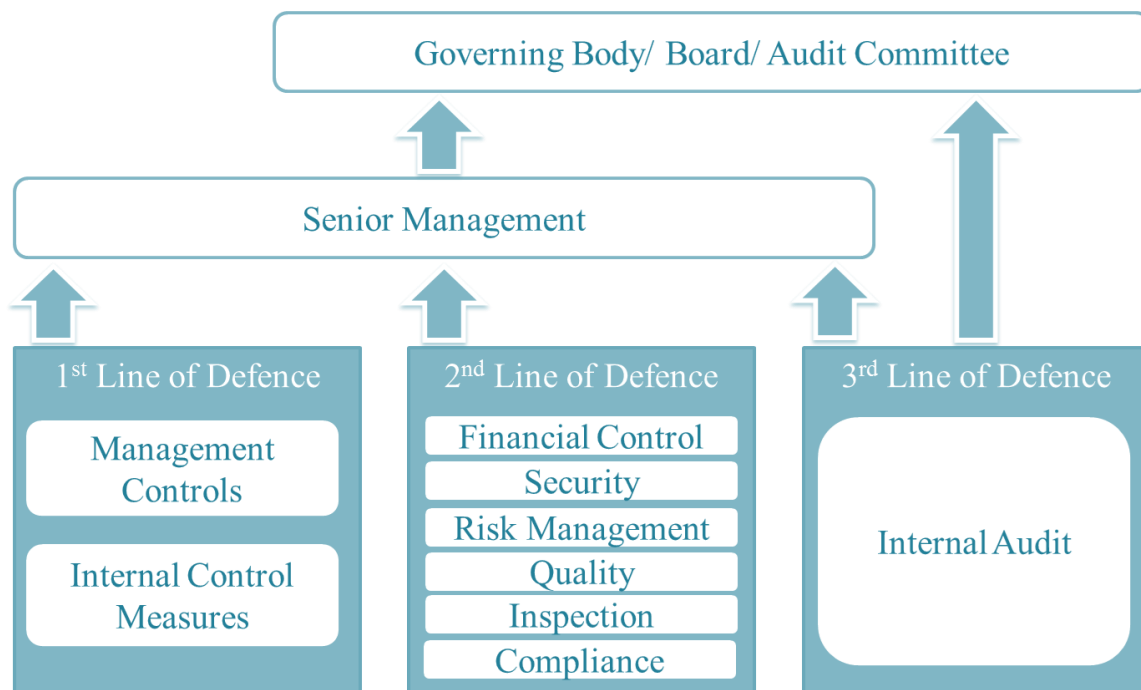 Governing Body/ Board/ Audit Committee
Senior Management
1st Line of Defence
Management
Controls
Internal Control
Measures
2nd Line of Defence
Financial Control
Security
Risk Management
Quality
Inspection
Compliance
3rd Line of Defence
Internal Audit